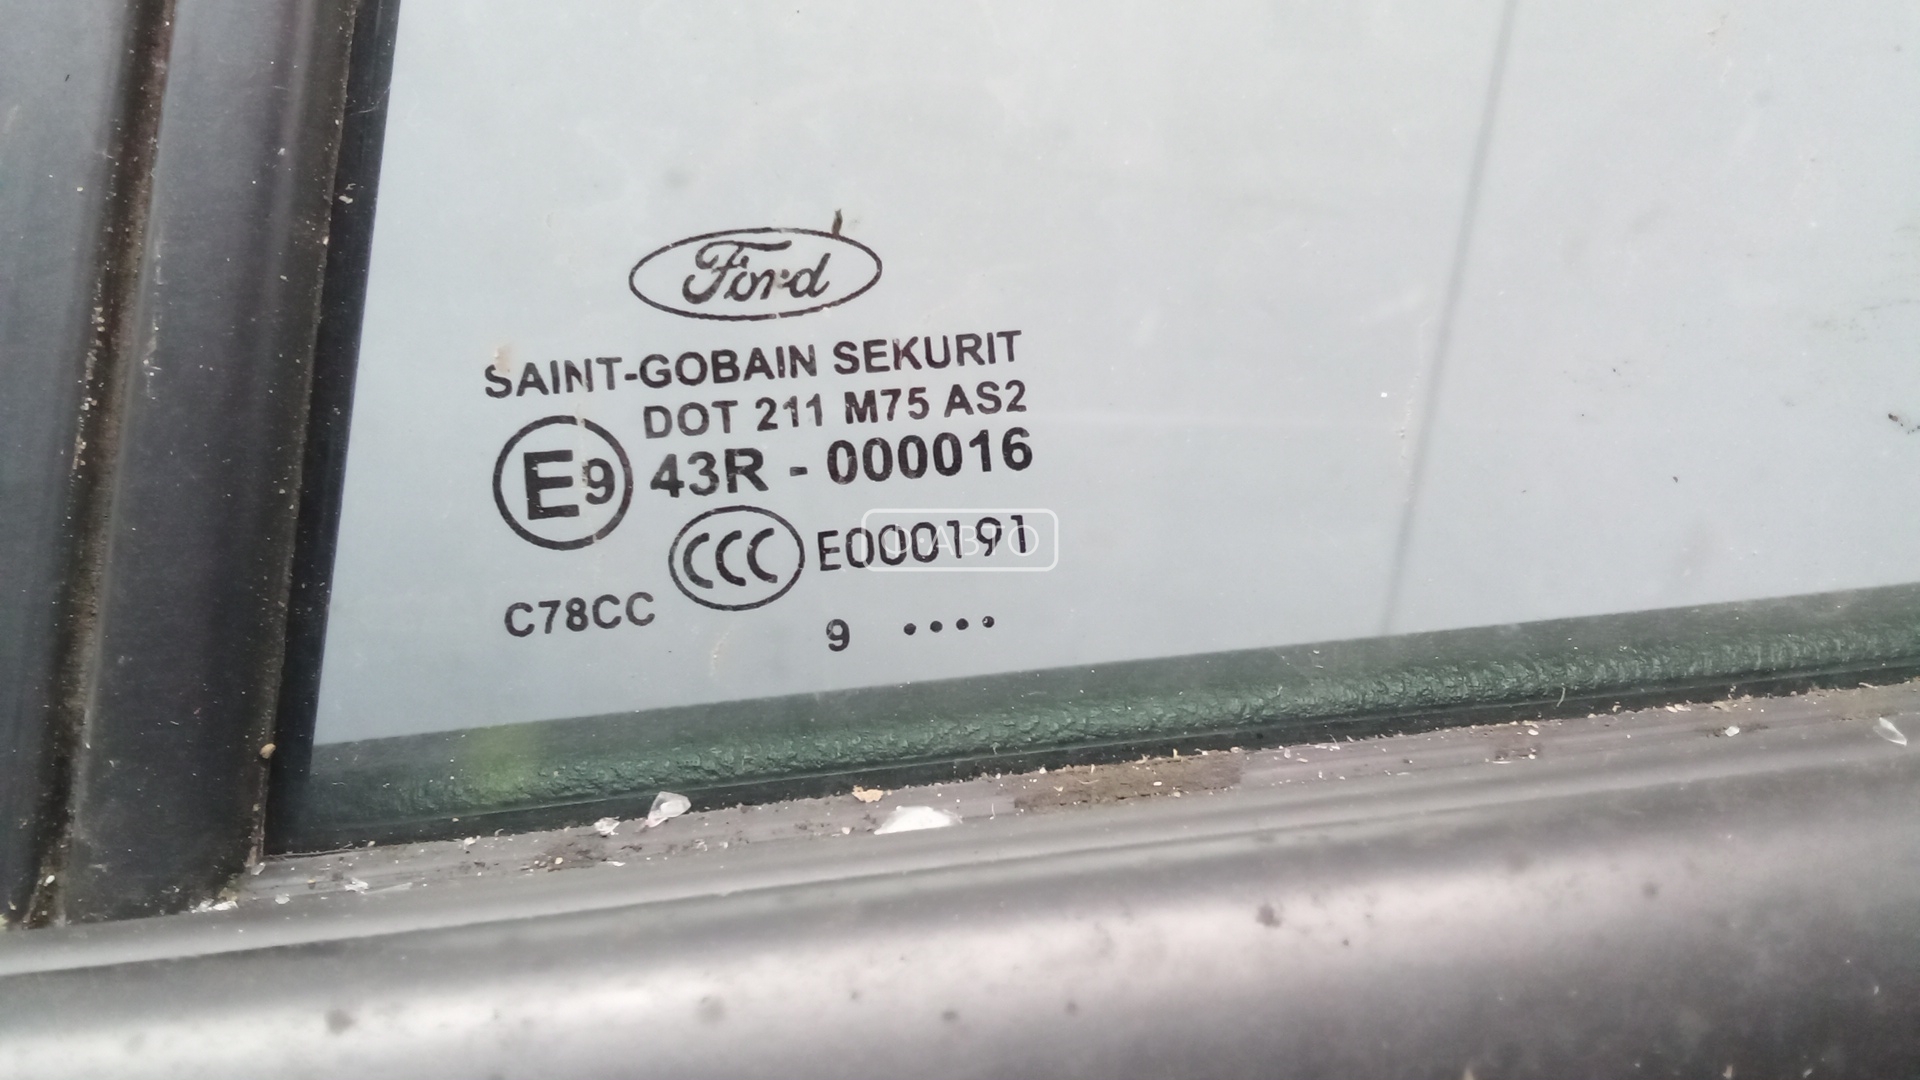 Ford
SAINT-GOBAIN SEKURIT
DOT 211 M75 AS2
E9 43R - 000016
CCC E000191
C78CC
9 ••••